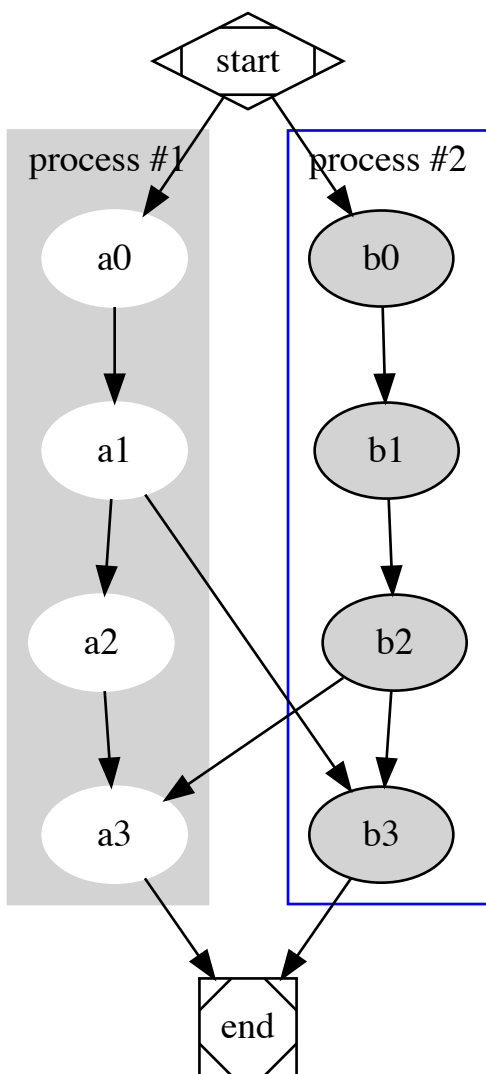 start
process #1
process #2
a0
b0
a1
b1
a2
b2
a3
b3
end